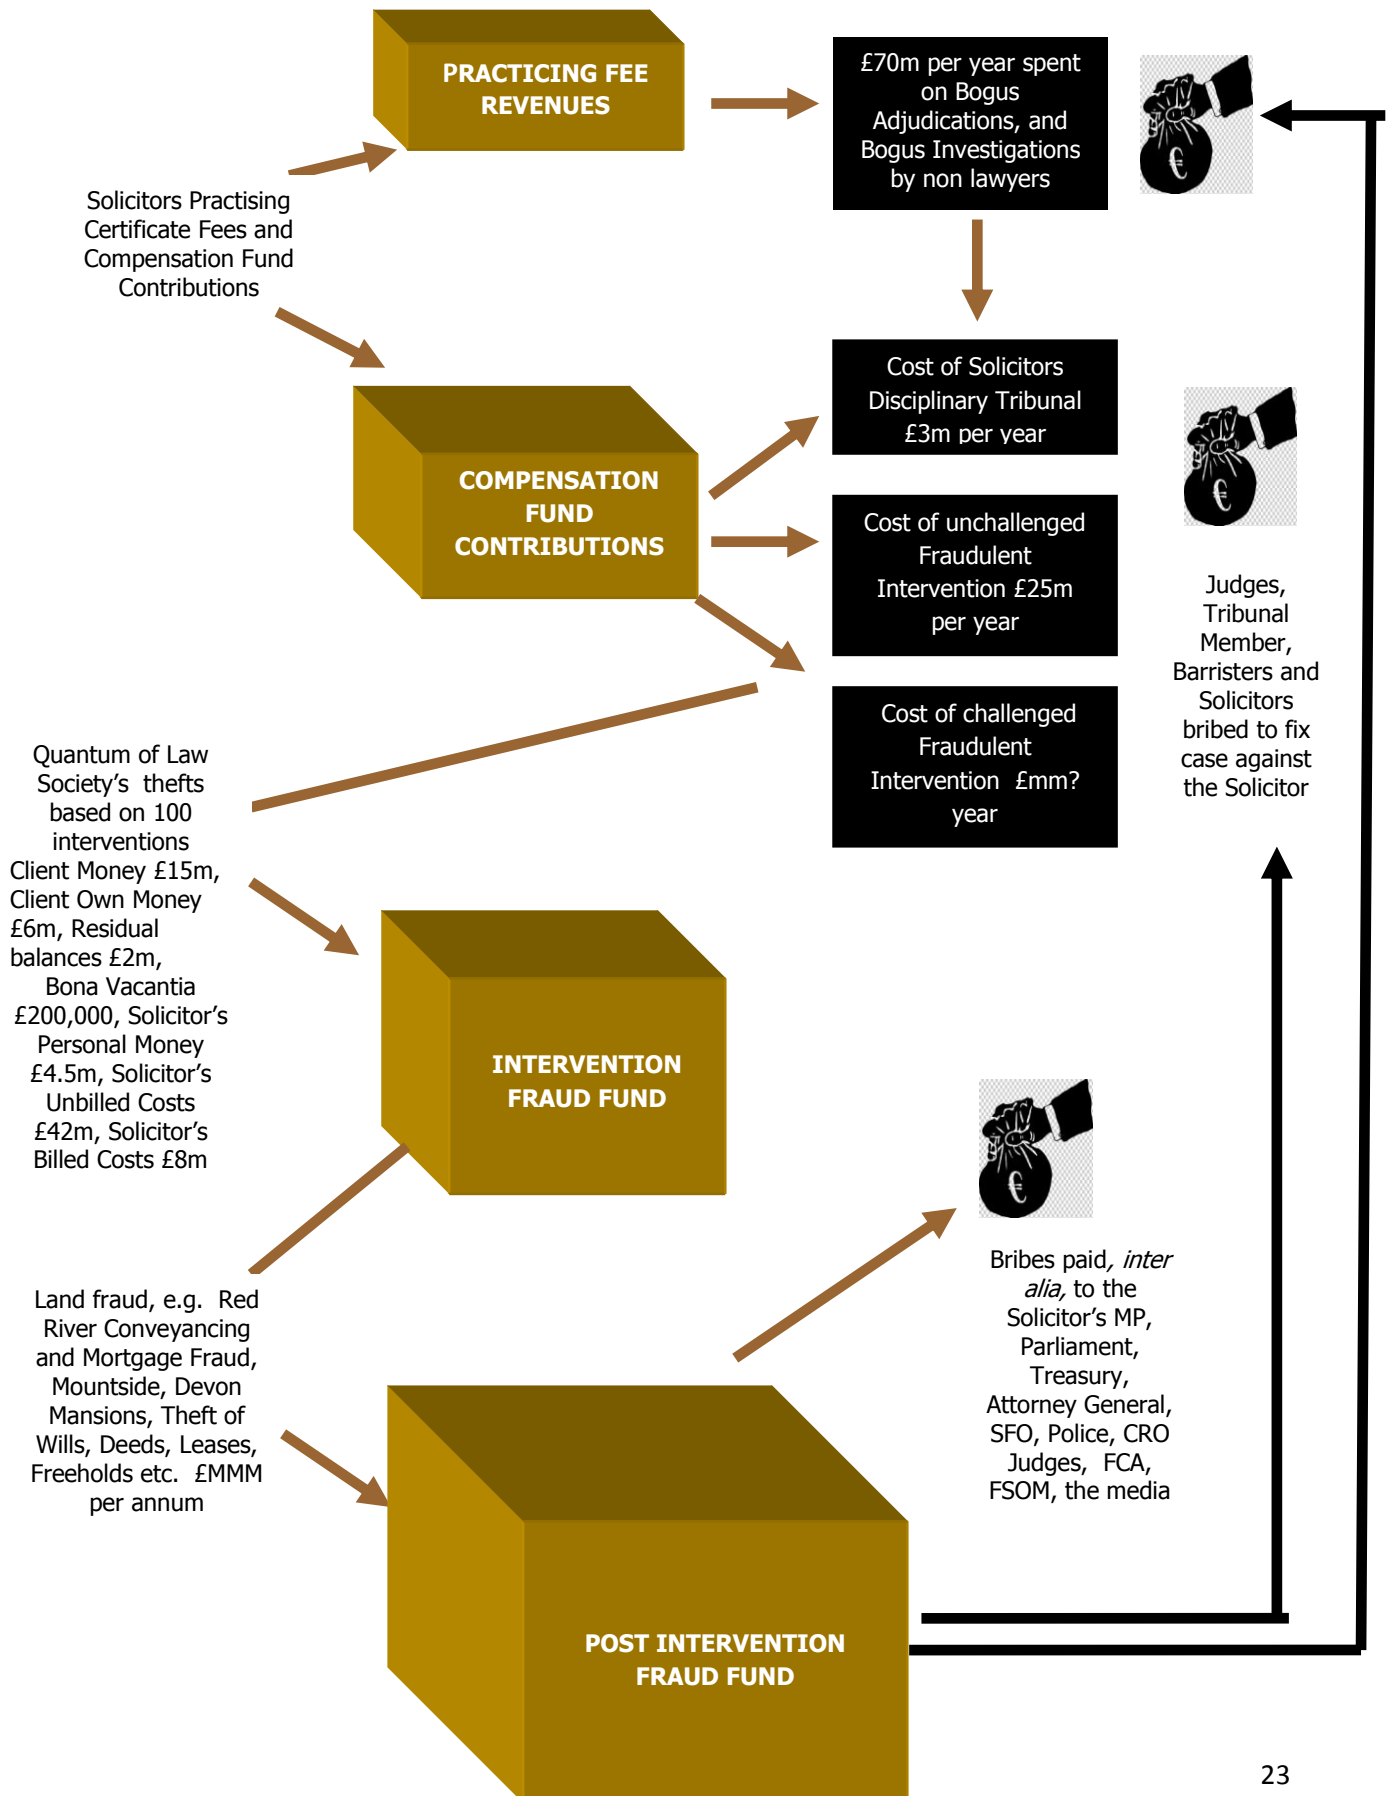 PRACTICING FEE
REVENUES
£70m per year spent
on Bogus
Adjudications, and
Bogus Investigations
by non lawyers
€
Solicitors Practising
Certificate Fees and
Compensation Fund
Contributions
Cost of Solicitors
Disciplinary Tribunal
£3m per year
€
COMPENSATION
FUND
CONTRIBUTIONS
Cost of unchallenged
Fraudulent
Intervention £25m
per year
Judges,
Tribunal
Member,
Barristers and
Solicitors
bribed to fix
case against
the Solicitor
Cost of challenged
Fraudulent
Intervention £mm?
year
Quantum of Law
Society’s thefts
based on 100
interventions
Client Money £15m,
Client Own Money
£6m, Residual
balances £2m,
Bona Vacantia
£200,000, Solicitor’s
Personal Money
£4.5m, Solicitor’s
Unbilled Costs
£42m, Solicitor’s
Billed Costs £8m
INTERVENTION
FRAUD FUND
€
Bribes paid, inter
alia, to the
Solicitor’s MP,
Parliament,
Treasury,
Attorney General,
SFO, Police, CRO
Judges, FCA,
FSOM, the media
Land fraud, e.g. Red
River Conveyancing
and Mortgage Fraud,
Mountside, Devon
Mansions, Theft of
Wills, Deeds, Leases,
Freeholds etc. £MMM
per annum
POST INTERVENTION
FRAUD FUND
23